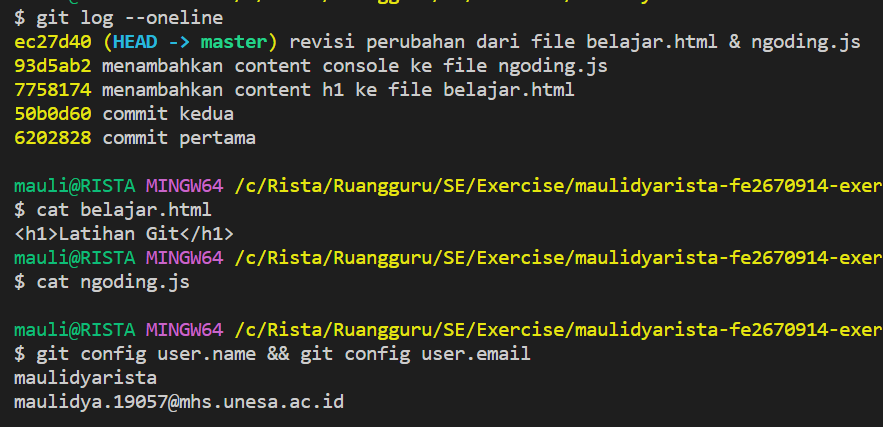 $ git log --oneline
ec27d40 (HEAD -> master) revisi perubahan dari file belajar.html & ngoding.js
93d5ab2 menambahkan content console ke file ngoding.js
7758174 menambahkan content h1 ke file belajar.html
50b0d60 commit kedua
6202828 commit pertama
mauli@RISTA MINGW64 /c/Rista/Ruangguru/SE/Exercise/maulidyarista-fe2670914-exer
$ cat belajar.html
<h1>Latihan Git</h1>
mauli@RISTA MINGW64 /c/Rista/Ruangguru/SE/Exercise/maulidyarista-fe2670914-exer
$ cat ngoding.js
mauli@RISTA MINGW64 /c/Rista/Ruangguru/SE/Exercise/maulidyarista-fe2670914-exer
$ git config user.name && git config user.email
maulidyarista
maulidya.19057@mhs.unesa.ac.id